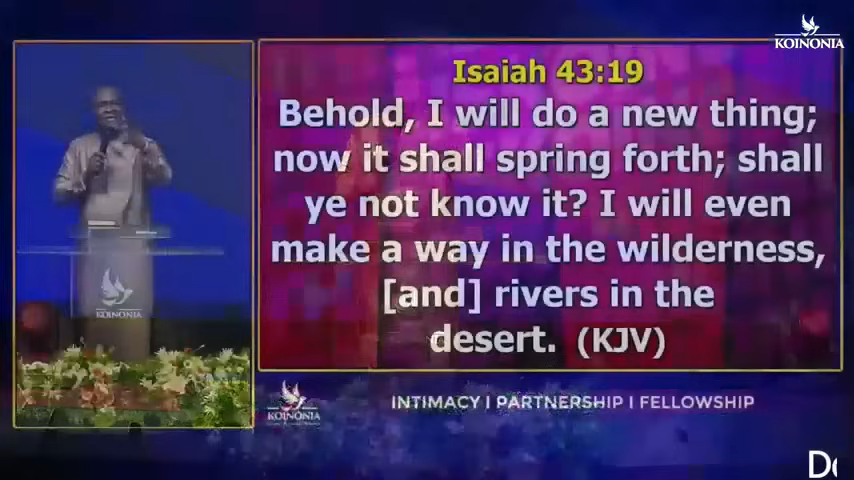 KOINONIA
Isaiah 43:19
Behold, I will do a new thing;
now it shall spring forth; shall
ye not know it? I will even
make a way in the wilderness,
[and] rivers in the
desert. (KJV)
KOINONIA
KOINONIA
INTIMACY I PARTNERSHIP I FELLOWSHIP